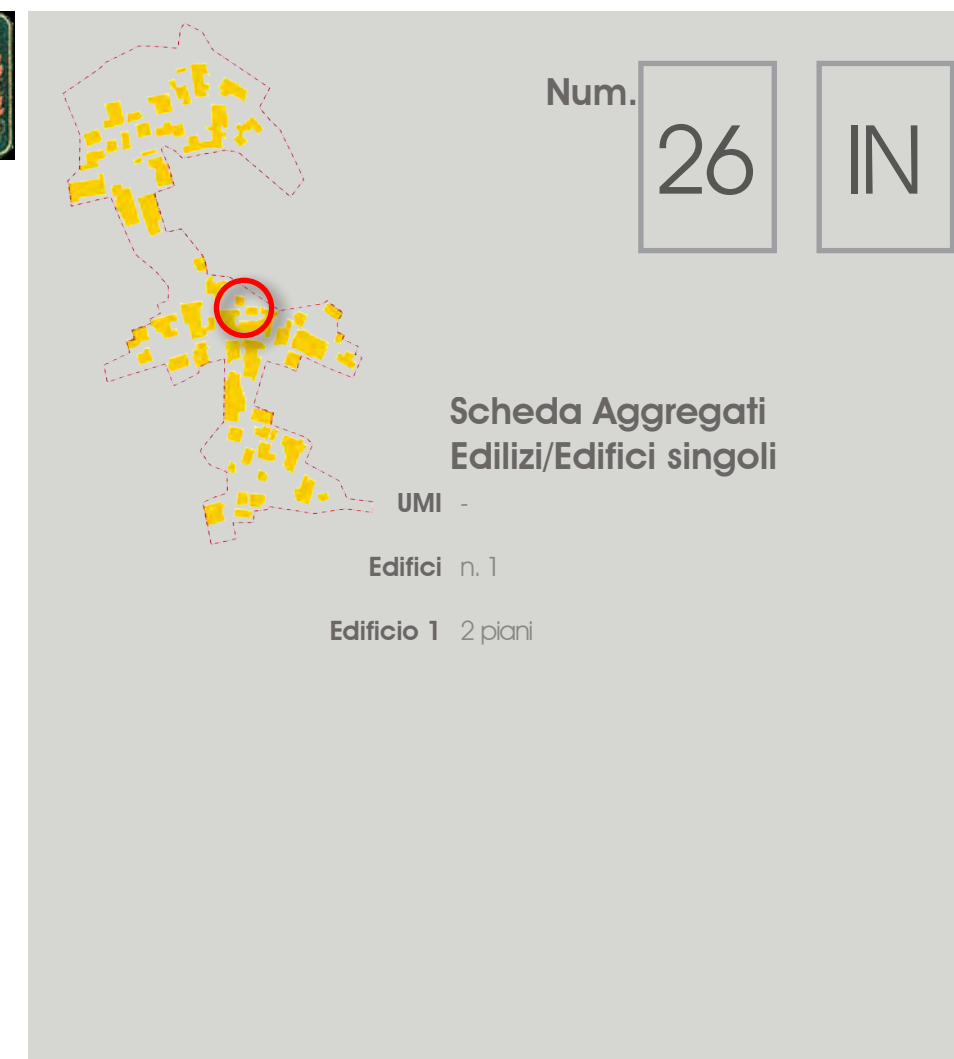 Num. 26 IN
Scheda Aggregati
Edilizi/Edifici singoli
UMI -
Edifici n. 1
Edificio 1 2 piani